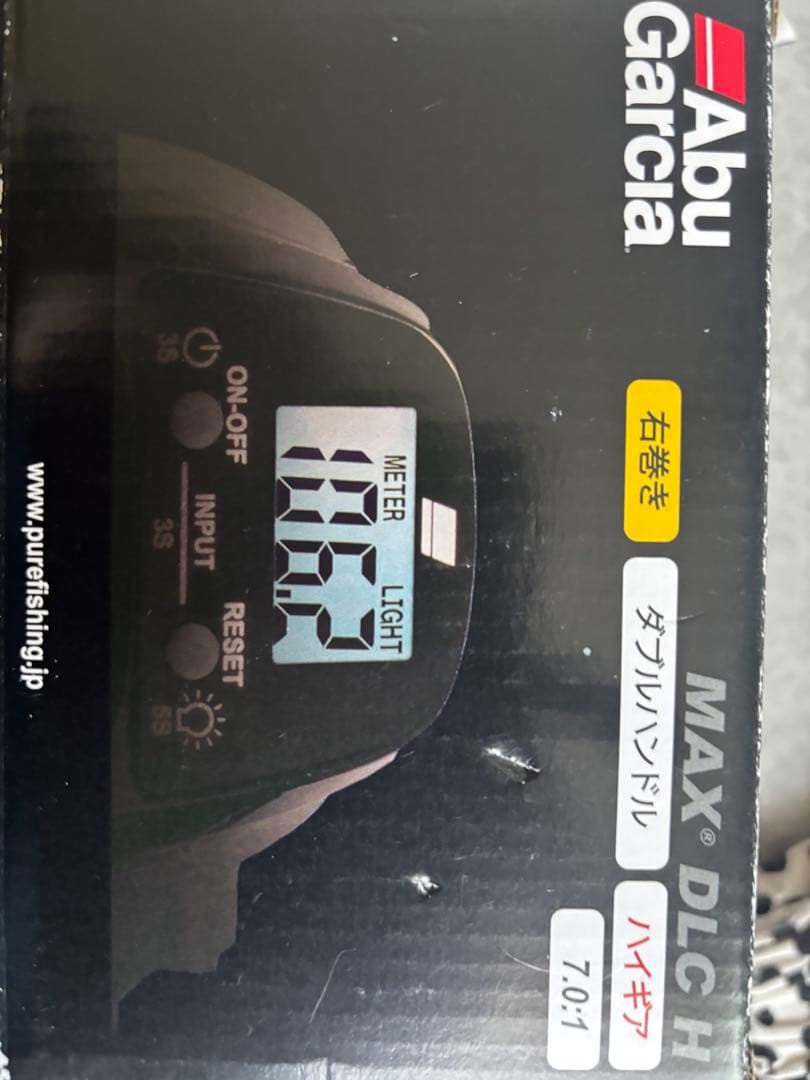 Abu
Garcia
MAX® DLC H
右巻き ダブルハンドル ハイギア
7.0:1
METER LIGHT
ON-OFF INPUT RESET
3S 3S 5S
www.purefishing.jp